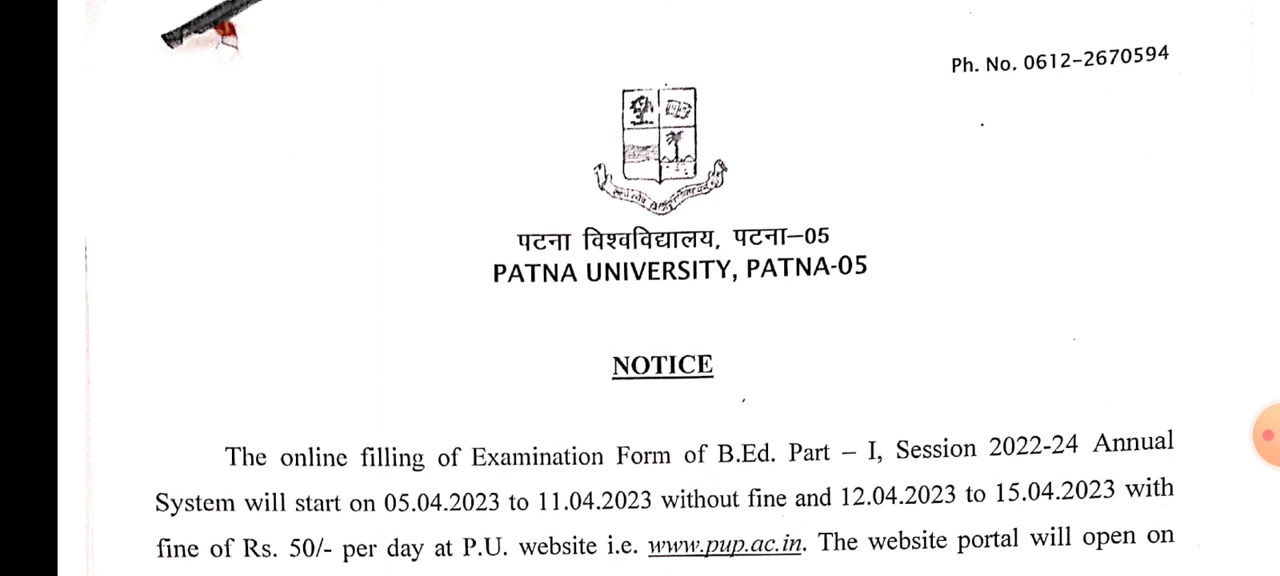 Ph. No. 0612-2670594
पटना विश्वविद्यालय, पटना-05
PATNA UNIVERSITY, PATNA-05
NOTICE
The online filling of Examination Form of B.Ed. Part – I, Session 2022-24 Annual
System will start on 05.04.2023 to 11.04.2023 without fine and 12.04.2023 to 15.04.2023 with
fine of Rs. 50/- per day at P.U. website i.e. www.pup.ac.in. The website portal will open on